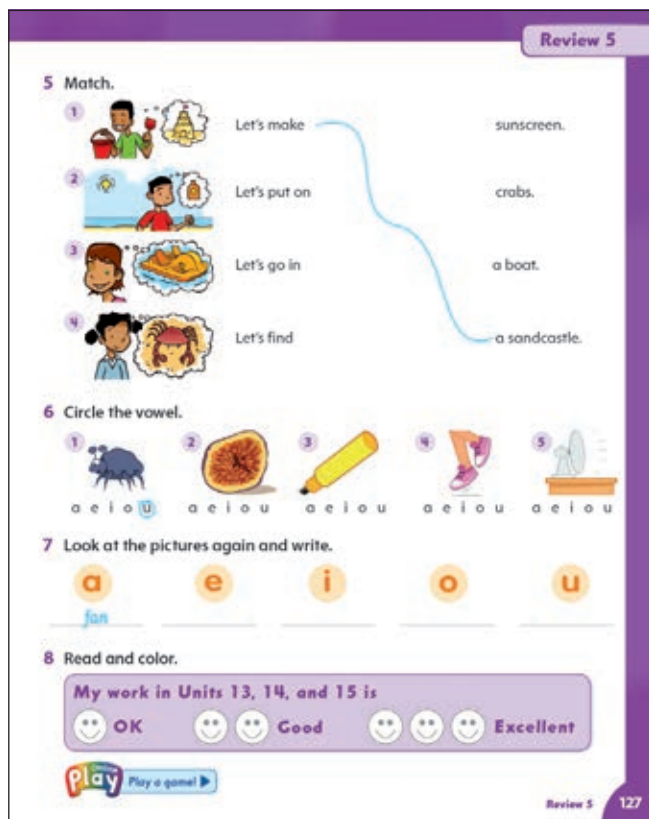 Review 5
5 Match.
1 Let's make sunscreen.
2 Let's put on crabs.
3 Let's go in a boat.
4 Let's find a sandcastle.
6 Circle the vowel.
1 2 3 4 5
a e i o u a e i o u a e i o u a e i o u a e i o u
7 Look at the pictures again and write.
a e i o u
fan
8 Read and color.
My work in Units 13, 14, and 15 is
OK Good Excellent
Play Play a game!
Review 5 127